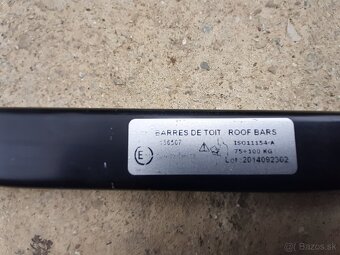 BARRES DE TOIT ROOF BARS
ISO11154-A
E
75÷100 KG
Lot:2014092302
Bazos.sk